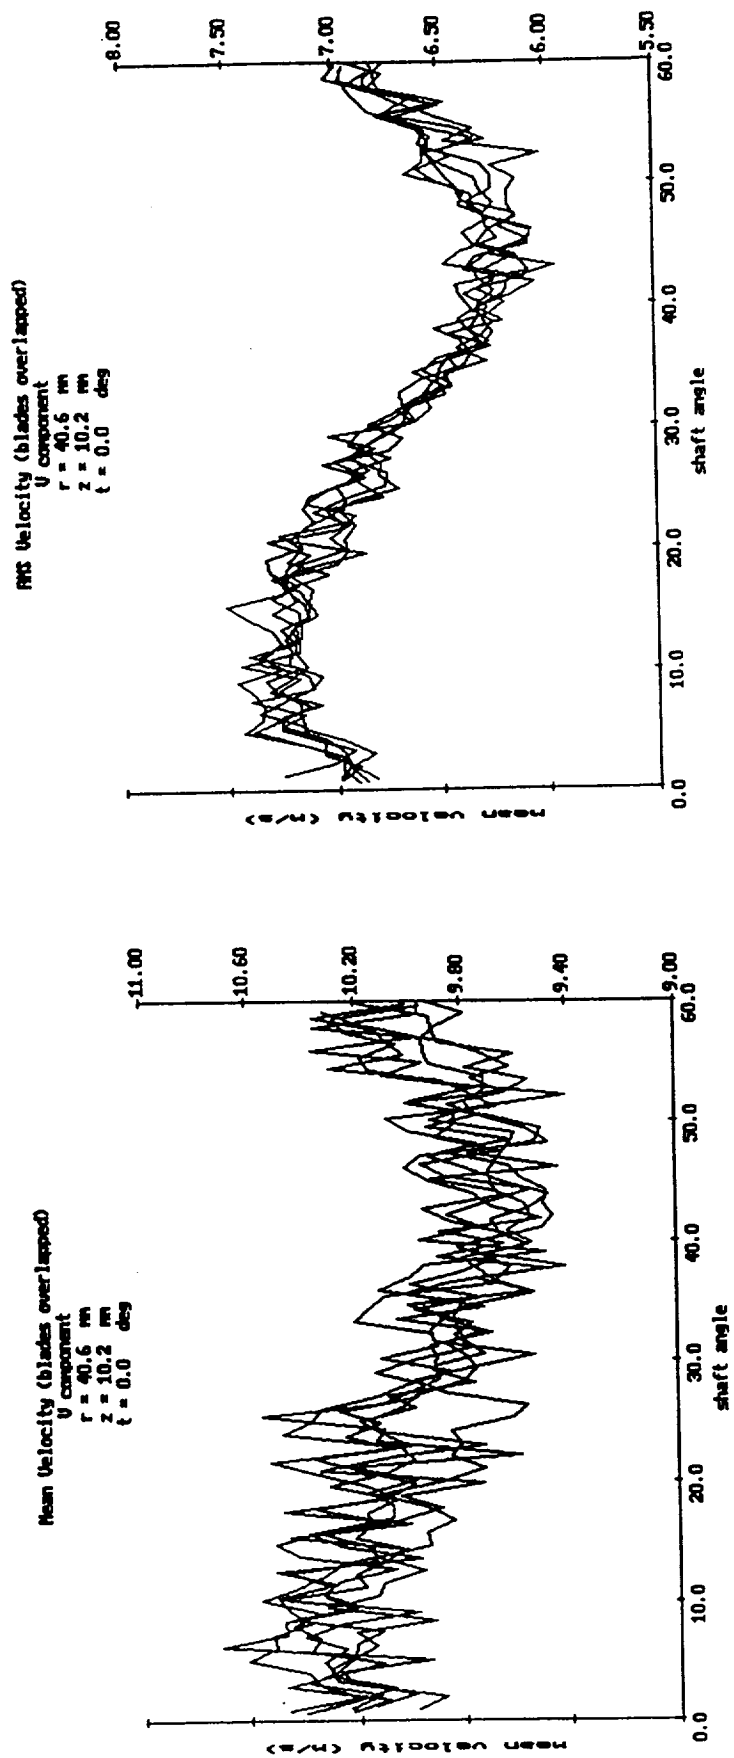 Mean Velocity (blades overlapped)
V component
r = 40.6 mm
z = 10.2 mm
t = 0.0 deg
11.00
10.60
10.20
9.80
9.40
9.00
mean velocity (m/s)
0.0 10.0 20.0 30.0 40.0 50.0 60.0
shaft angle
RMS Velocity (blades overlapped)
V component
r = 40.6 mm
z = 10.2 mm
t = 0.0 deg
8.00
7.50
7.00
6.50
6.00
5.50
mean velocity (m/s)
0.0 10.0 20.0 30.0 40.0 50.0 60.0
shaft angle